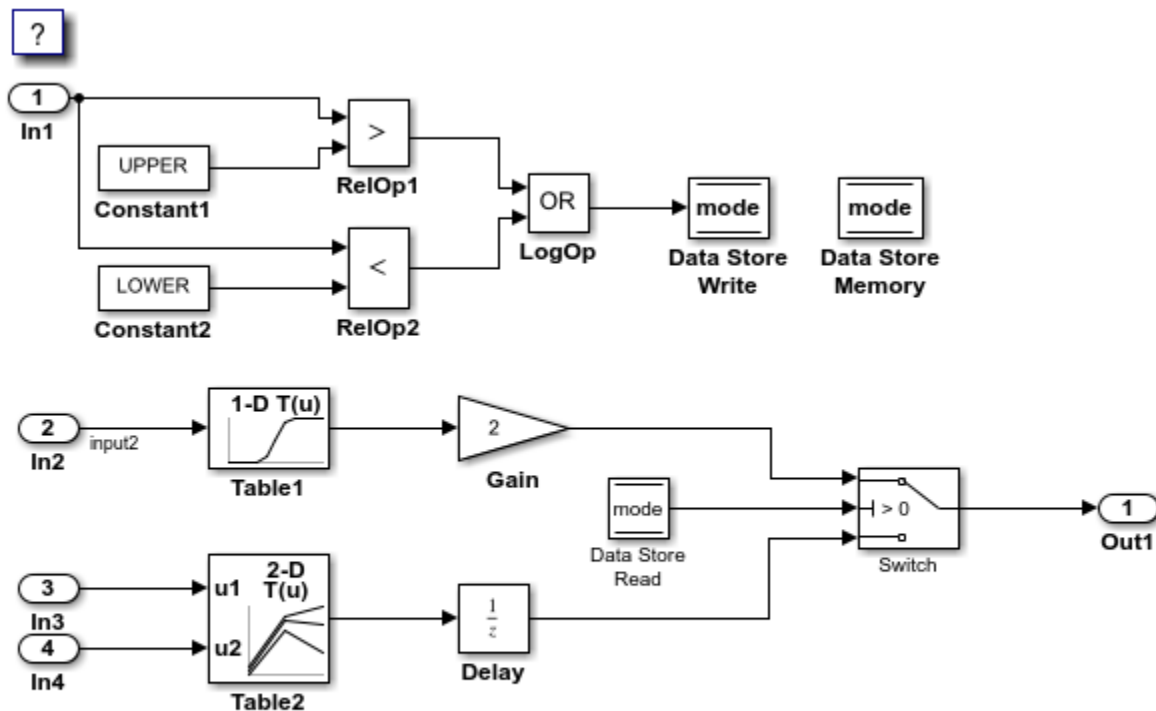 ?
1
In1
UPPER
Constant1
>
RelOp1
LOWER
Constant2
<
RelOp2
OR
LogOp
mode
Data Store
Write
mode
Data Store
Memory
2
In2
input2
1-D T(u)
Table1
2
Gain
mode
Data Store
Read
> 0
Switch
1
Out1
3
In3
4
In4
u1
u2
2-D
T(u)
Table2
1
z
Delay